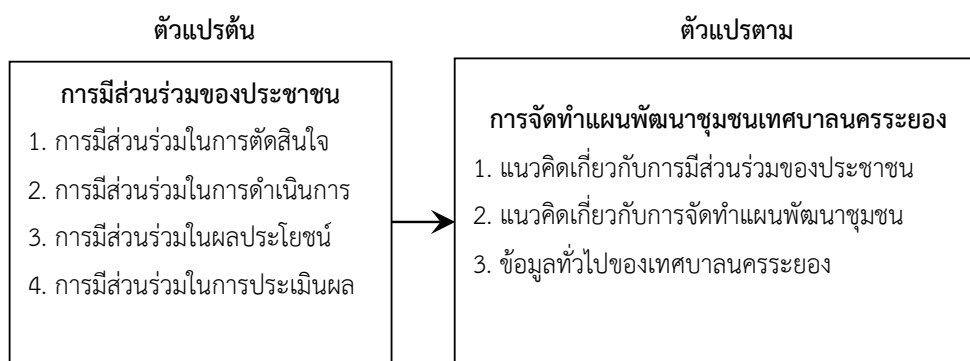 ตัวแปรต้น
ตัวแปรตาม
การมีส่วนร่วมของประชาชน
1. การมีส่วนร่วมในการตัดสินใจ
2. การมีส่วนร่วมในการดำเนินการ
3. การมีส่วนร่วมในผลประโยชน์
4. การมีส่วนร่วมในการประเมินผล
การจัดทำแผนพัฒนาชุมชนเทศบาลนครระยอง
1. แนวคิดเกี่ยวกับการมีส่วนร่วมของประชาชน
2. แนวคิดเกี่ยวกับการจัดทำแผนพัฒนาชุมชน
3. ข้อมูลทั่วไปของเทศบาลนครระยอง